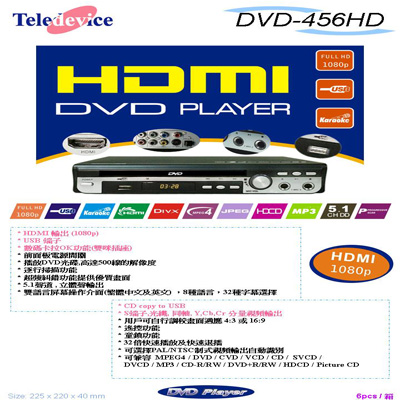 Teledevice
DVD-456HD
HDMI
DVD PLAYER
FULL HD
1080p
USB
Karaoke
HDMI
DVD
03:28
FULL HD
1080p
USB
Karaoke
HDMI
DivX
MPEG4
JPEG
HDCD
MP3
5.1
CH DD
* HDMI 輸出 (1080p)
* USB 端子
* 數碼卡拉OK功能(雙咪插座)
* 前面板電源開關
* 播放DVD光碟,高達500線的解像度
* 逐行掃描功能
* 超強糾錯功能提供優質畫面
* 5.1聲道 , 立體聲輸出
* 雙語言屏幕操作介面(繁體中文及英文) , 8種語言 , 32種字幕選擇
HDMI
1080p
* CD copy to USB
* S端子,光纖, 同軸, Y,Cb,Cr 分量視頻輸出
* 用戶可自行調較畫面適應 4:3 或 16:9
* 遙控功能
* 童鎖功能
* 32倍快速播放及快速退播
* 可選擇PAL/NTSC制式視頻輸出自動識別
* 可兼容 MPEG4 / DVD / CVD / VCD / CD / SVCD /
DVCD / MP3 / CD-R/RW / DVD+R/RW / HDCD / Picture CD
Size: 225 x 220 x 40 mm
DVD Player
6pcs / 箱